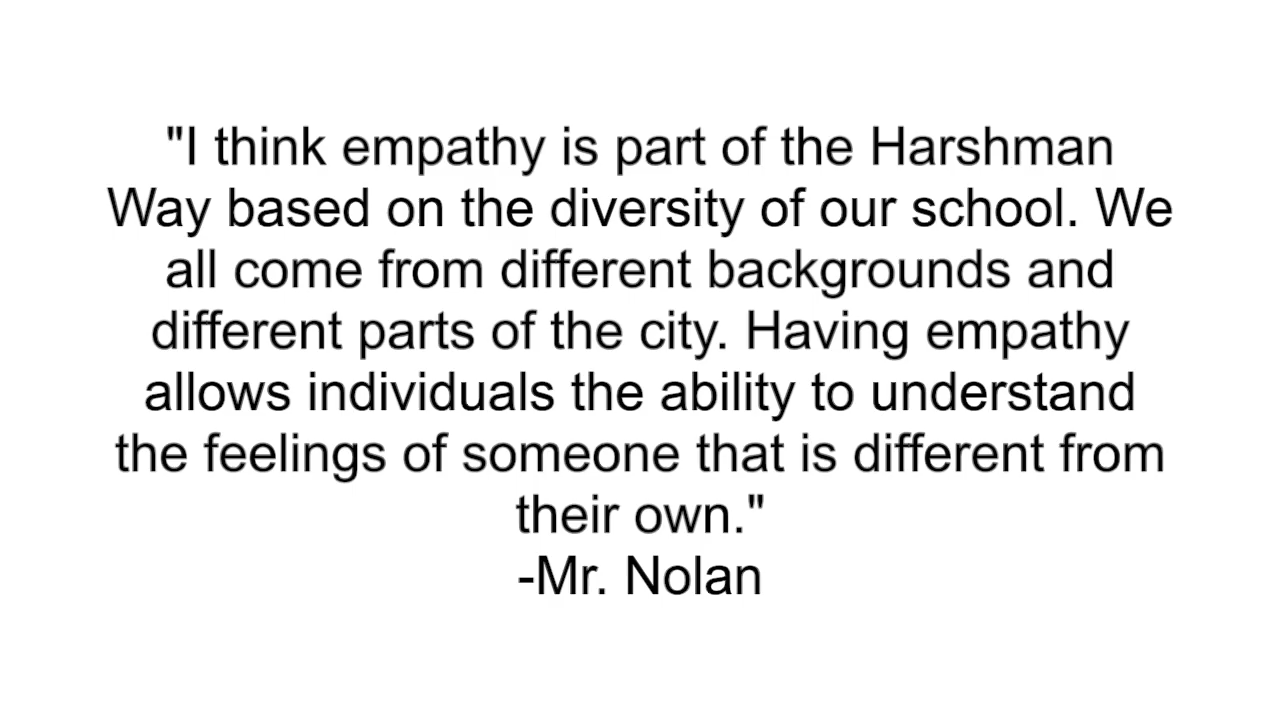 "I think empathy is part of the Harshman
Way based on the diversity of our school. We
all come from different backgrounds and
different parts of the city. Having empathy
allows individuals the ability to understand
the feelings of someone that is different from
their own."
-Mr. Nolan